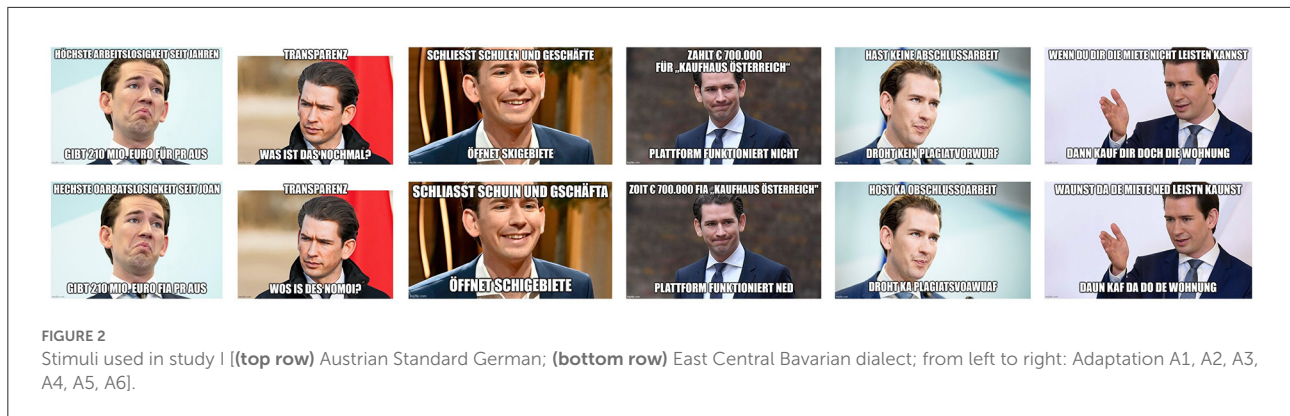 HÖCHSTE ARBEITSLOSIGKEIT SEIT JAHREN
GIBT 210 MIO. EURO FÜR PR AUS
TRANSPARENZ
WAS IST DAS NOCHMAL?
SCHLIESST SCHULEN UND GESCHÄFTE
ÖFFNET SKIGEBIETE
ZAHLT € 700.000
FÜR „KAUFHAUS ÖSTERREICH“
PLATTFORM FUNKTIONIERT NICHT
HAST KEINE ABSCHLUSSARBEIT
DROHT KEIN PLAGIATVORWURF
WENN DU DIR DIE MIETE NICHT LEISTEN KANNST
DANN KAUF DIR DOCH DIE WOHNUNG
HECHSTE OARBATSLOSIGKEIT SEIT JOAN
GIBT 210 MIO. EURO FIA PR AUS
TRANSPARENZ
WOS IS DES NOMOI?
SCHLIASST SCHUIN UND GSCHÄFTA
ÖFFNET SCHIGEBIETE
ZOIT € 700.000 FIA „KAUFHAUS ÖSTERREICH“
PLATTFORM FUNKTIONIERT NED
HOST KA OBSCHLUSSOARBEIT
DROHT KA PLAGIATSVOAWUAF
WAUNST DA DE MIETE NED LEISTN KAUNST
DAUN KAF DA DO DE WOHNUNG
FIGURE 2
Stimuli used in study I [(top row) Austrian Standard German; (bottom row) East Central Bavarian dialect; from left to right: Adaptation A1, A2, A3,
A4, A5, A6].